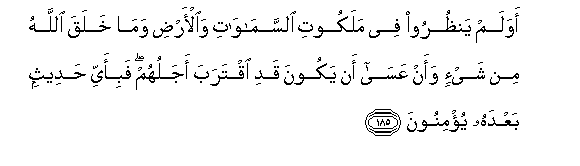 أَوَلَمْ يَنظُرُوا۟ فِى مَلَكُوتِ ٱلسَّمَـٰوَٰتِ وَٱلْأَرْضِ وَمَا خَلَقَ ٱللَّهُ
مِن شَىْءٍ وَأَنْ عَسَىٰٓ أَن يَكُونَ قَدِ ٱقْتَرَبَ أَجَلُهُمْ ۖ فَبِأَىِّ حَدِيثٍۭ
بَعْدَهُۥ يُؤْمِنُونَ ١٨٥